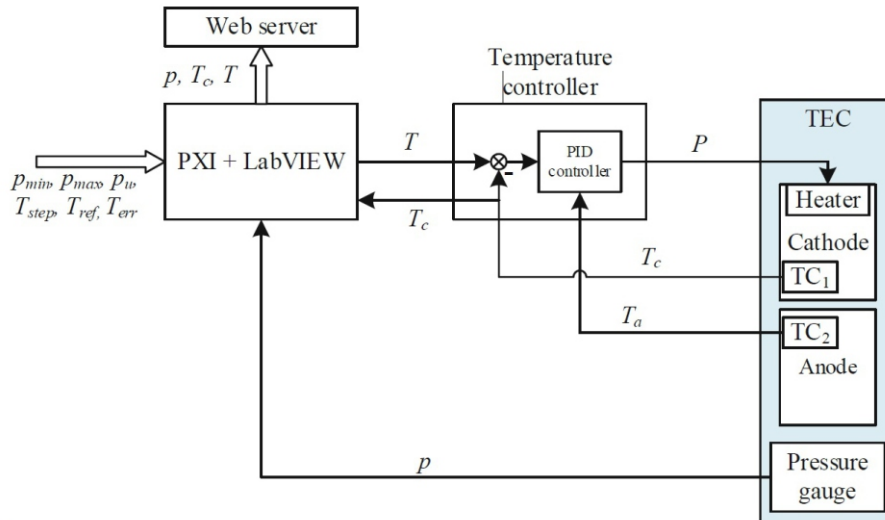 Web server
p, Tc, T
Temperature
controller
TEC
PXI + LabVIEW
T
PID
controller
P
-
pmin, pmax, pu,
Tstep, Tref, Terr
Tc
Heater
Cathode
Tc
TC1
Ta
TC2
Anode
p
Pressure
gauge